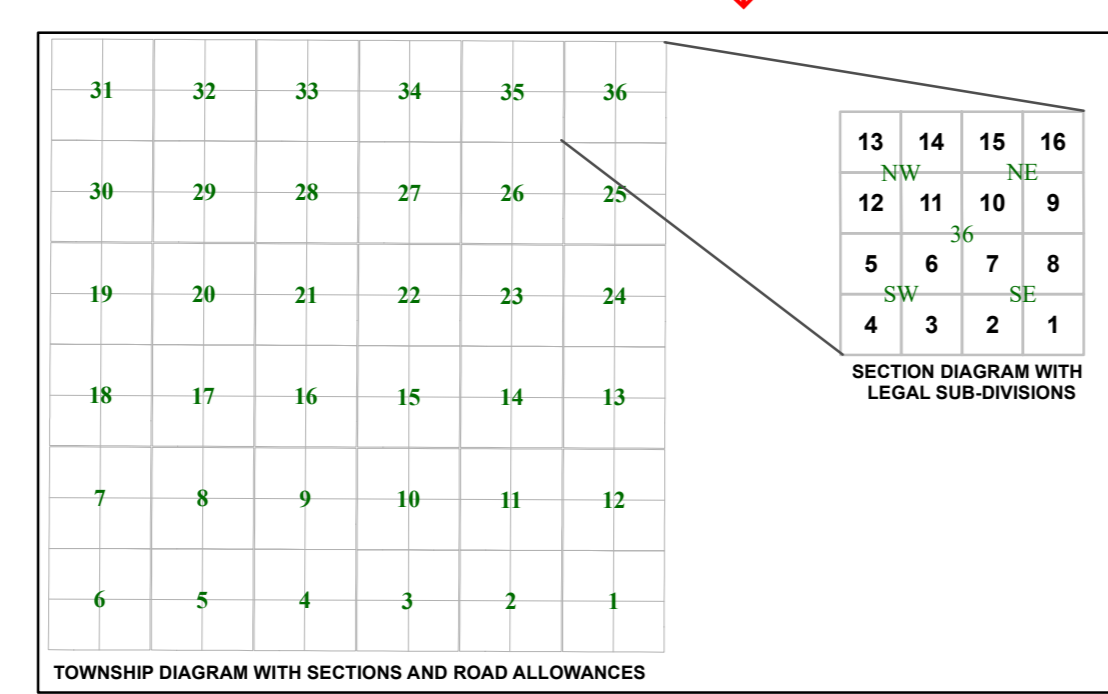 31 32 33 34 35 36
30 29 28 27 26 25
19 20 21 22 23 24
18 17 16 15 14 13
7 8 9 10 11 12
6 5 4 3 2 1
TOWNSHIP DIAGRAM WITH SECTIONS AND ROAD ALLOWANCES
13 14 15 16
NW NE
12 11 10 9
36
5 6 7 8
SW SE
4 3 2 1
SECTION DIAGRAM WITH
LEGAL SUB-DIVISIONS